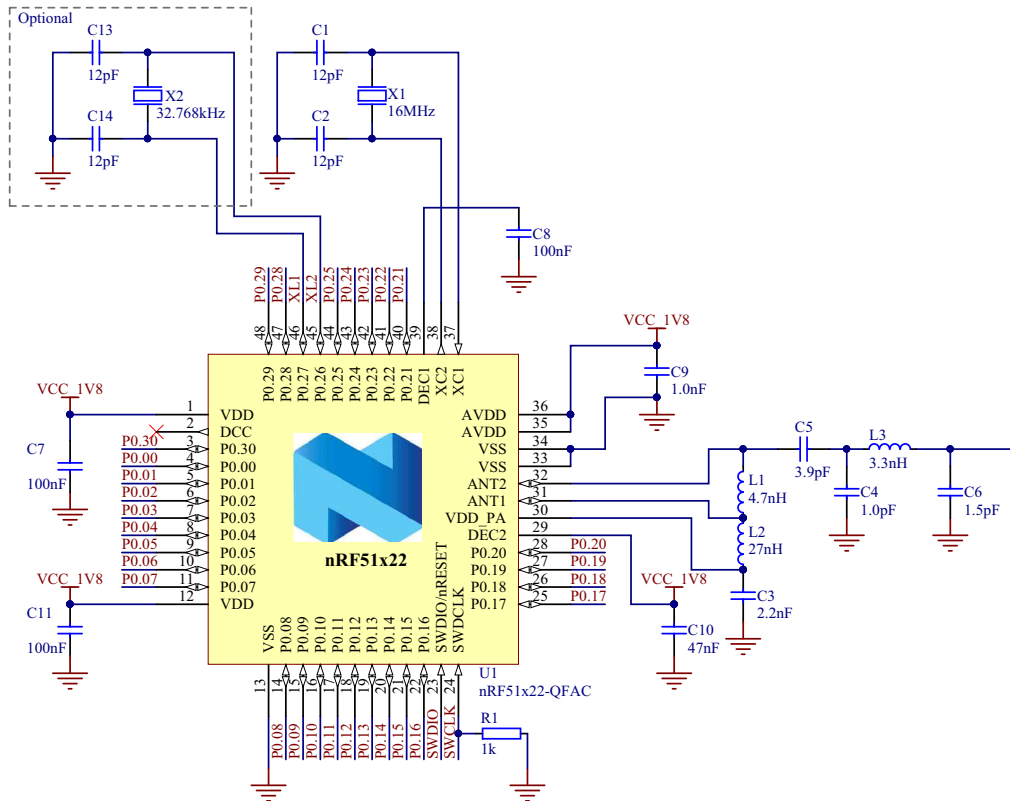 Optional
C13
12pF
X2
32.768kHz
C14
12pF
C1
12pF
X1
16MHz
C2
12pF
C8
100nF
P0.29
P0.28
XL1
XL2
P0.25
P0.24
P0.23
P0.22
P0.21
48
47
46
45
44
43
42
41
40
39
38
37
P0.29
P0.28
P0.27
P0.26
P0.25
P0.24
P0.23
P0.22
P0.21
DEC1
XC2
XC1
VCC_1V8
C7
100nF
VCC_1V8
C11
100nF
P0.30
P0.00
P0.01
P0.02
P0.03
P0.04
P0.05
P0.06
P0.07
1 VDD
2 DCC
3 P0.30
4 P0.00
5 P0.01
6 P0.02
7 P0.03
8 P0.04
9 P0.05
10 P0.06
11 P0.07
12 VDD
nRF51x22
AVDD 36
AVDD 35
VSS 34
VSS 33
ANT2 32
ANT1 31
VDD_PA 30
DEC2 29
P0.20 28 P0.20
P0.19 27 P0.19
P0.18 26 P0.18
P0.17 25 P0.17
VCC_1V8
C9
1.0nF
C5
3.9pF
L3
3.3nH
L1
4.7nH
C4
1.0pF
C6
1.5pF
L2
27nH
C3
2.2nF
VCC_1V8
C10
47nF
VSS
P0.08
P0.09
P0.10
P0.11
P0.12
P0.13
P0.14
P0.15
P0.16
SWDIO/nRESET
SWDCLK
13
14
15
16
17
18
19
20
21
22
23
24
U1
nRF51x22-QFAC
P0.08
P0.09
P0.10
P0.11
P0.12
P0.13
P0.14
P0.15
P0.16
SWDIO
SWCLK
R1
1k